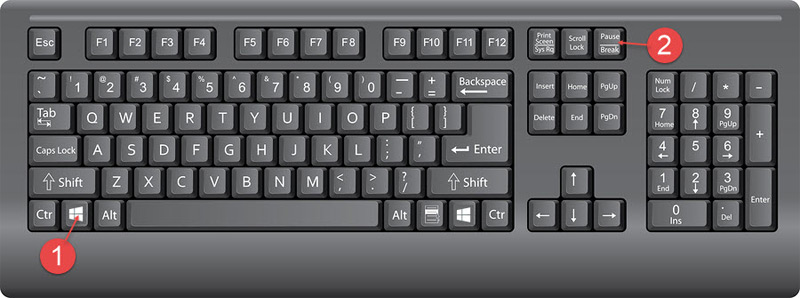 Esc F1 F2 F3 F4 F5 F6 F7 F8 F9 F10 F11 F12 Print Screen Sys Rq Scroll Lock Pause Break 2
~ ` ! 1 @ 2 # 3 $ 4 % 5 ^ 6 & 7 * 8 ( 9 ) 0 — - + = Backspace Insert Home PgUp Num Lock / * -
Tab Q W E R T Y U I O P { [ } ] Delete End PgDn 7 Home 8 ↑ 9 PgUp +
Caps Lock A S D F G H J K L : ; " ' Enter 4 ← 5 6 →
Shift Z X C V B N M < , > . ? / Shift ↑ 1 End 2 ↓ 3 PgDn Enter
Ctr Alt Alt Ctr ← ↓ → 0 Ins . Del
1